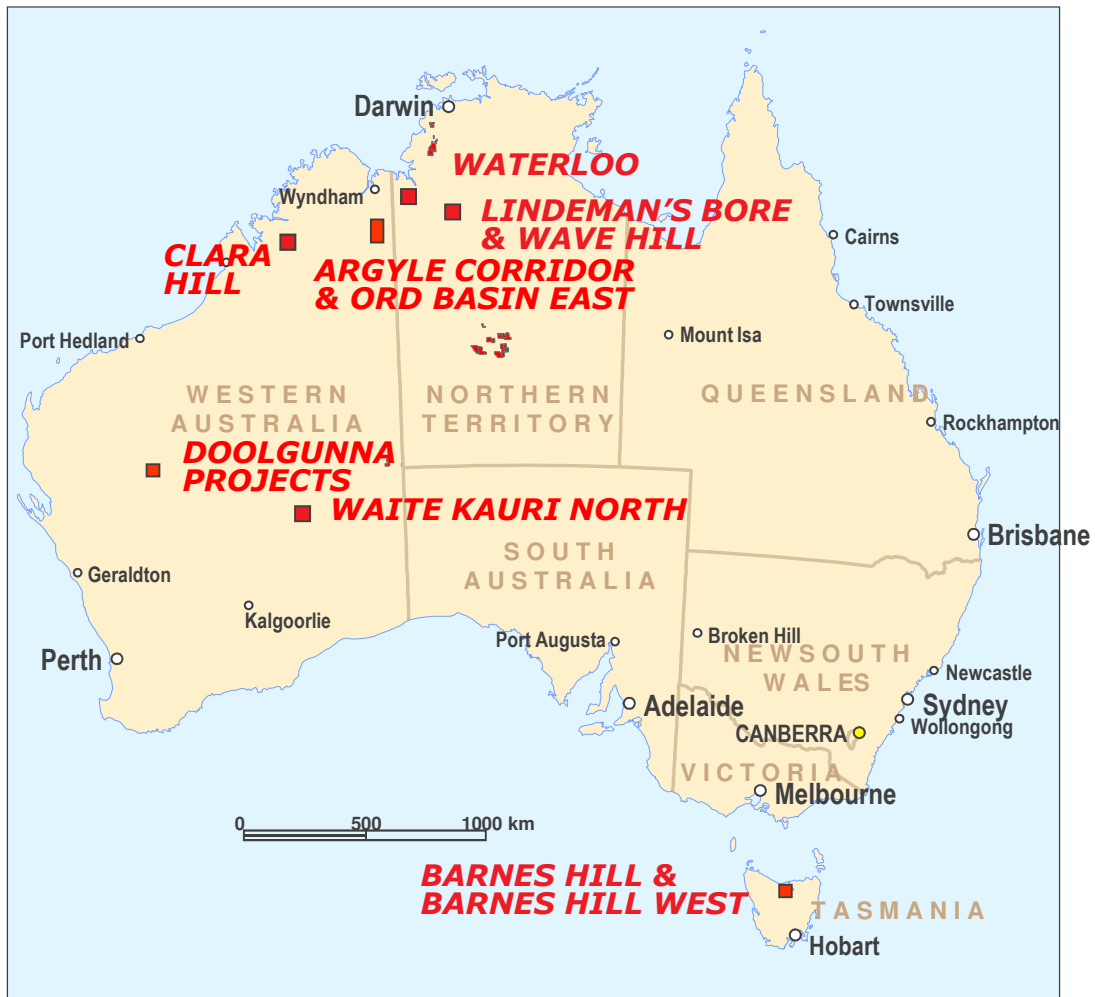 Darwin
WATERLOO
Wyndham
LINDEMAN'S BORE
& WAVE HILL
CLARA
HILL
ARGYLE CORRIDOR
& ORD BASIN EAST
Cairns
Townsville
Port Hedland
Mount Isa
WESTERN
AUSTRALIA
NORTHERN
TERRITORY
QUEENSLAND
Rockhampton
DOOLGUNNA
PROJECTS
WAITE KAURI NORTH
Brisbane
SOUTH
AUSTRALIA
Geraldton
Kalgoorlie
Port Augusta
Broken Hill
NEWSOUTH
WALES
Perth
Newcastle
Adelaide
Sydney
Wollongong
CANBERRA
VICTORIA
Melbourne
0 500 1000 km
BARNES HILL &
BARNES HILL WEST
TASMANIA
Hobart